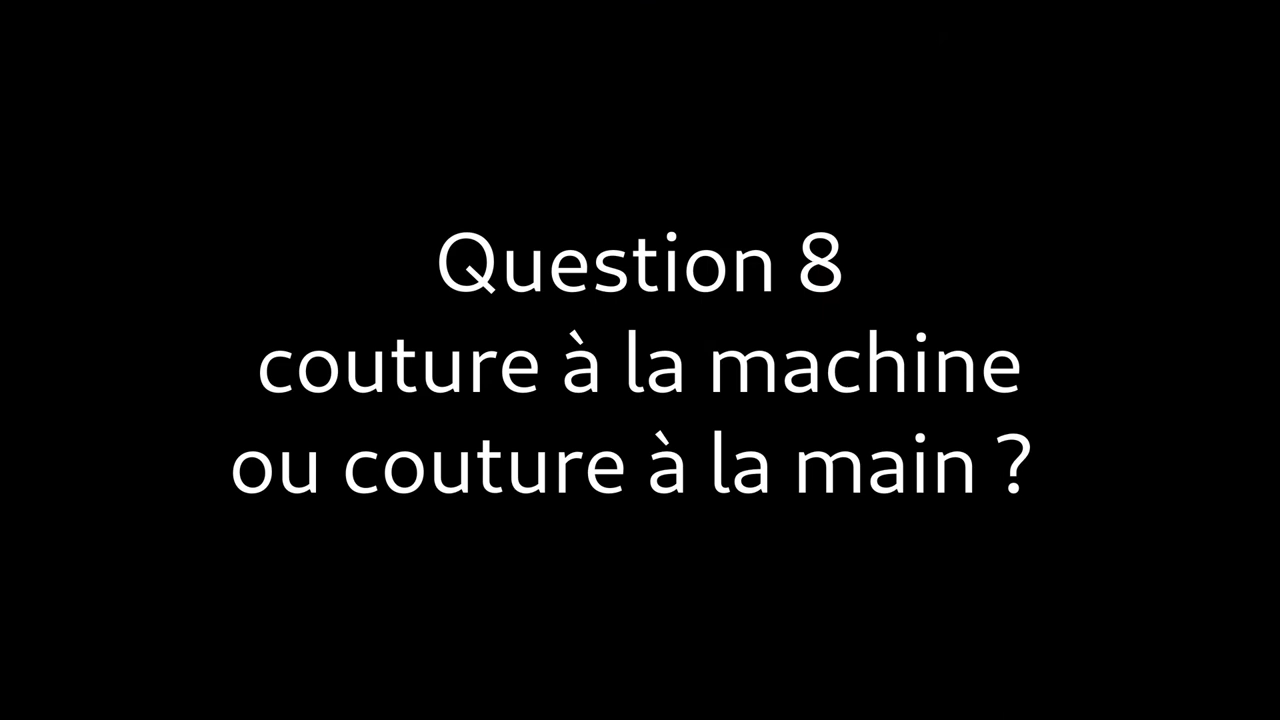 Question 8
couture à la machine
ou couture à la main ?